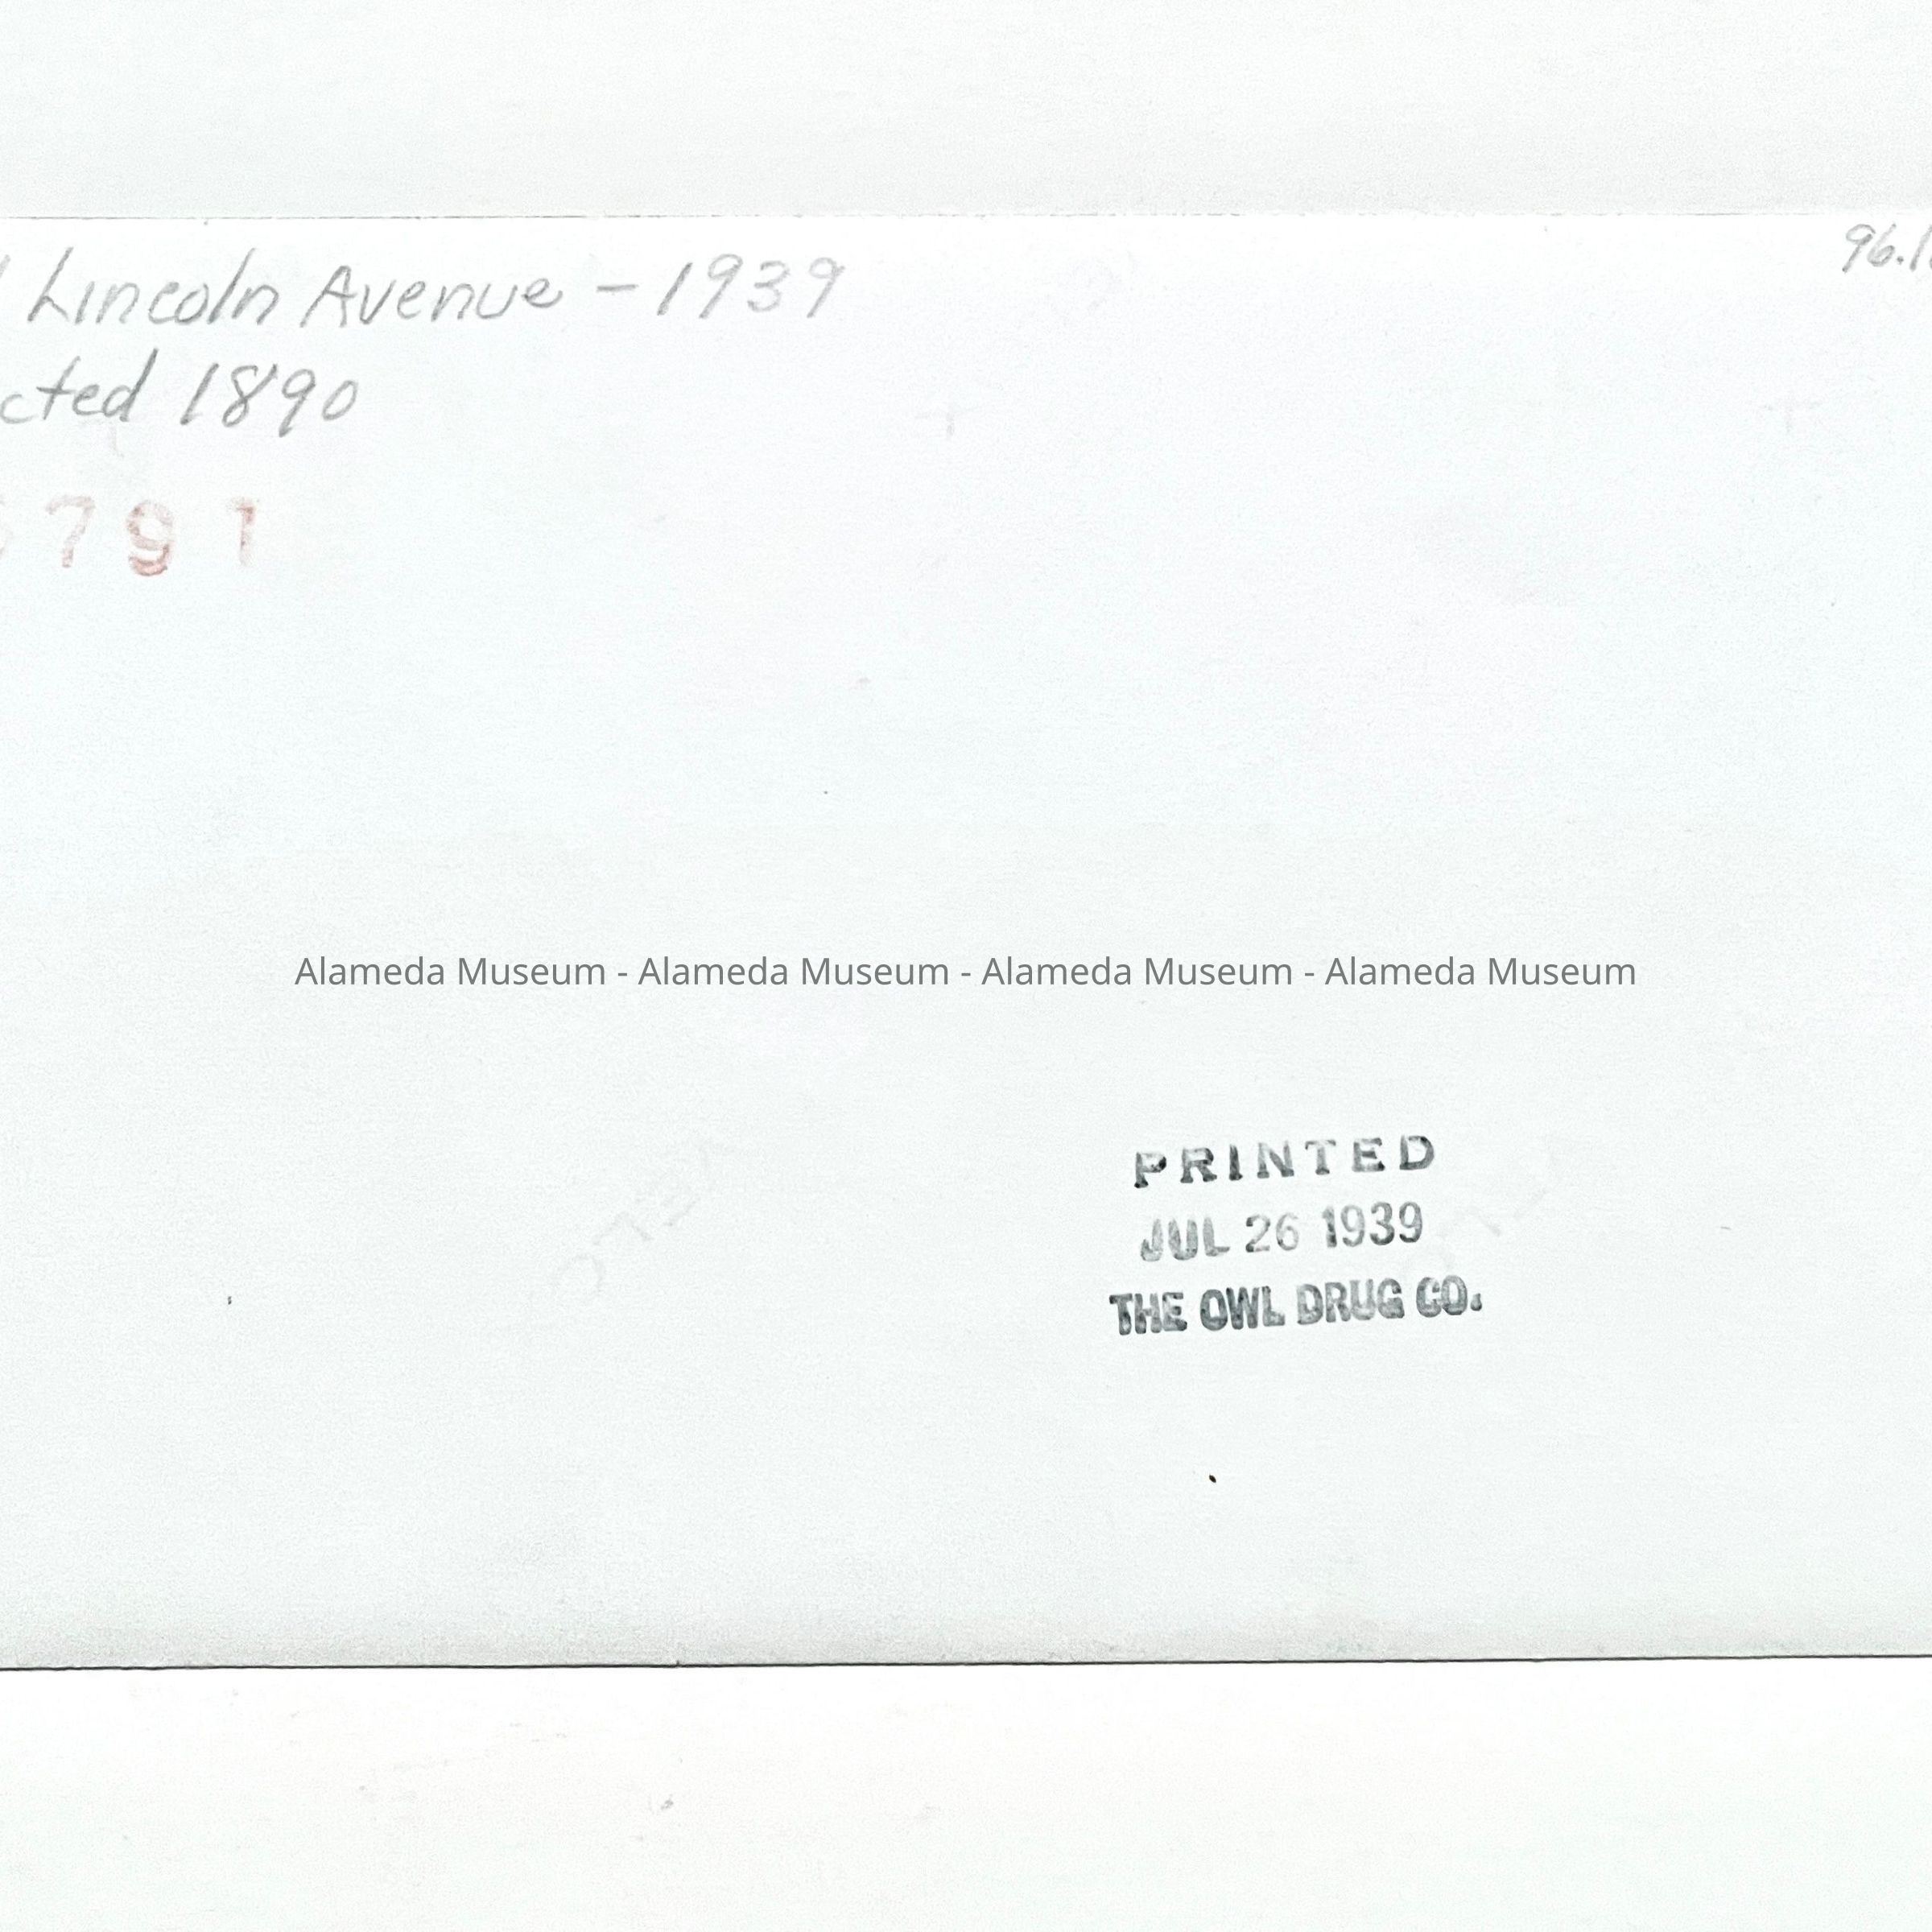 Lincoln Avenue - 1939
96.1
cted 1890
791
Alameda Museum - Alameda Museum - Alameda Museum - Alameda Museum
PRINTED
JUL 26 1939
THE OWL DRUG CO.